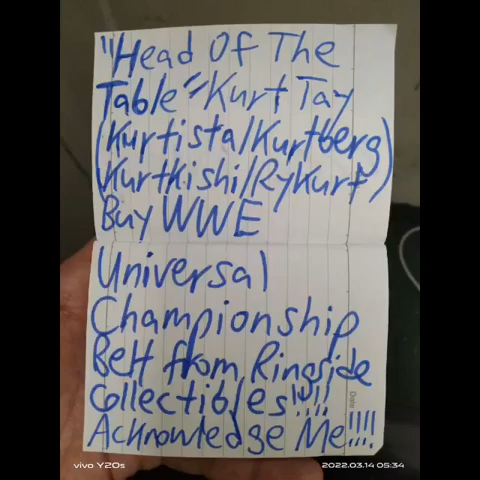 "Head Of The
Table" Kurt Tay
(Kurtista/Kurtberg
Kurtkishi/RyKurt)
Buy WWE
Universal
Championship
Belt from Ringside
Collectibles!!!!
Acknowledge Me!!!!
Date
vivo Y20s
2022.03.14 05:34